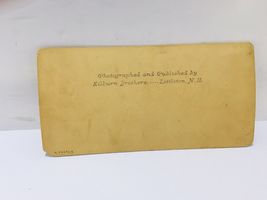 Photographed and Published by
Kilburn Brothers, Littleton, N.H.